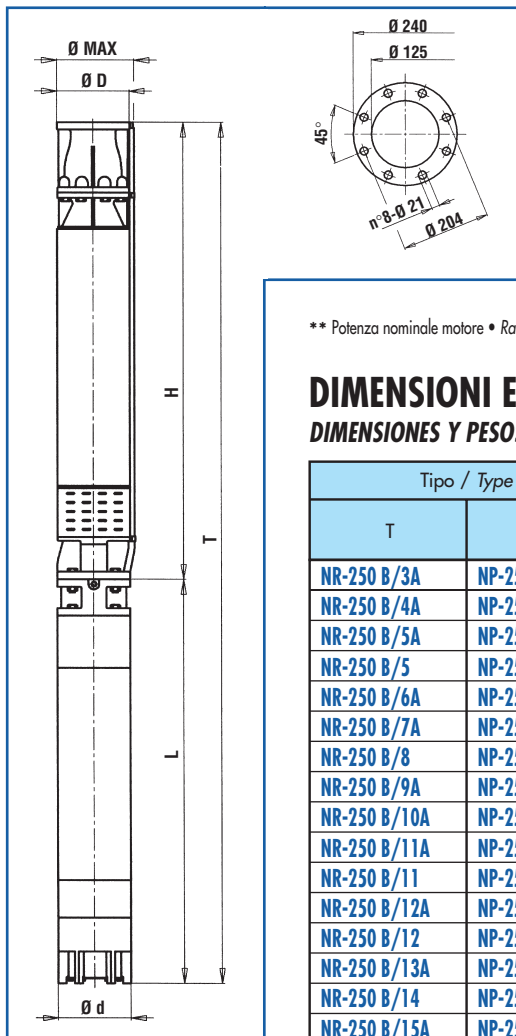 Ø MAX
Ø D
H
T
L
Ø d
Ø 240
Ø 125
45°
n°8-Ø 21
Ø 204
** Potenza nominale motore •
DIMENSIONI E
DIMENSIONES Y
Tipo / Type
T
NR-250 B/3A
NR-250 B/4A
NR-250 B/5A
NR-250 B/5
NR-250 B/6A
NR-250 B/7A
NR-250 B/8
NR-250 B/9A
NR-250 B/10A
NR-250 B/11A
NR-250 B/11
NR-250 B/12A
NR-250 B/12
NR-250 B/13A
NR-250 B/14
NR-250 B/15A